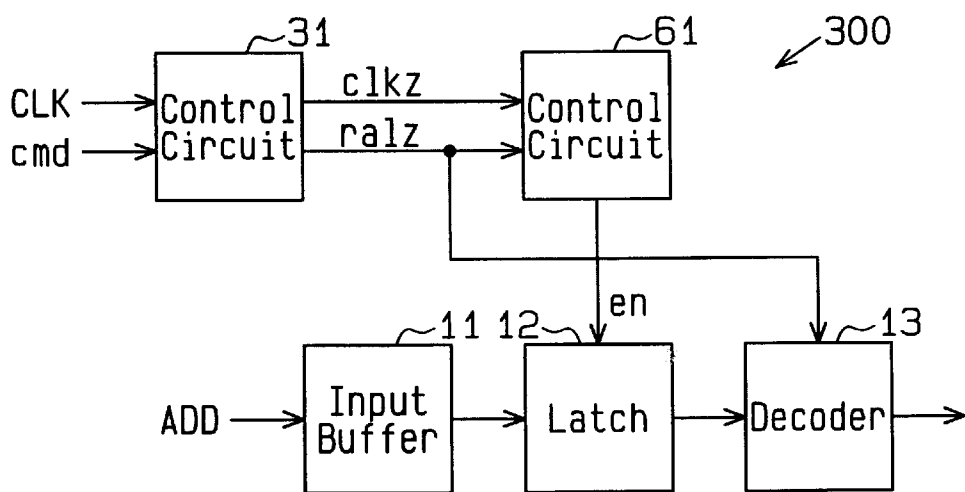 31
61
300
CLK
cmd
Control
Circuit
clkz
ralz
Control
Circuit
en
11
12
13
ADD
Input
Buffer
Latch
Decoder